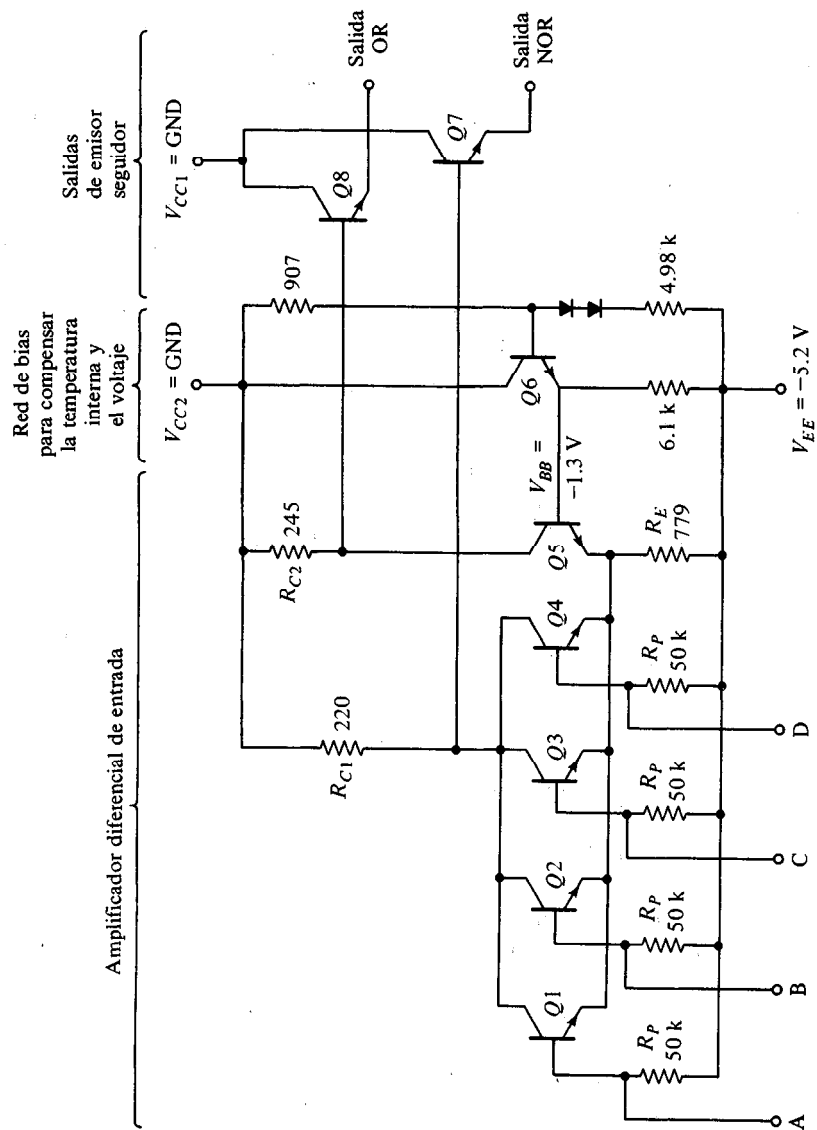 Amplificador diferencial de entrada
Red de bias
para compensar
la temperatura
interna y
el voltaje
Salidas
de emisor
seguidor
V_CC2 = GND
V_CC1 = GND
R_C1
220
R_C2
245
907
Q8
Salida
OR
Q7
Salida
NOR
Q1
Q2
Q3
Q4
Q5
V_BB =
−1.3 V
Q6
R_P
50 k
R_P
50 k
R_P
50 k
R_P
50 k
R_E
779
6.1 k
4.98 k
A
B
C
D
V_EE = −5.2 V